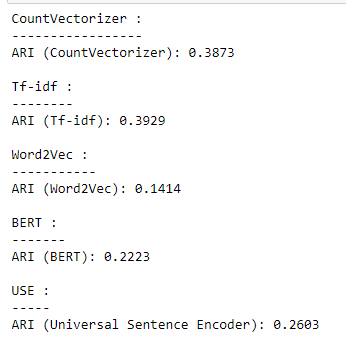 CountVectorizer :
-----------------
ARI (CountVectorizer): 0.3873
Tf-idf :
--------
ARI (Tf-idf): 0.3929
Word2Vec :
-----------
ARI (Word2Vec): 0.1414
BERT :
-------
ARI (BERT): 0.2223
USE :
-----
ARI (Universal Sentence Encoder): 0.2603